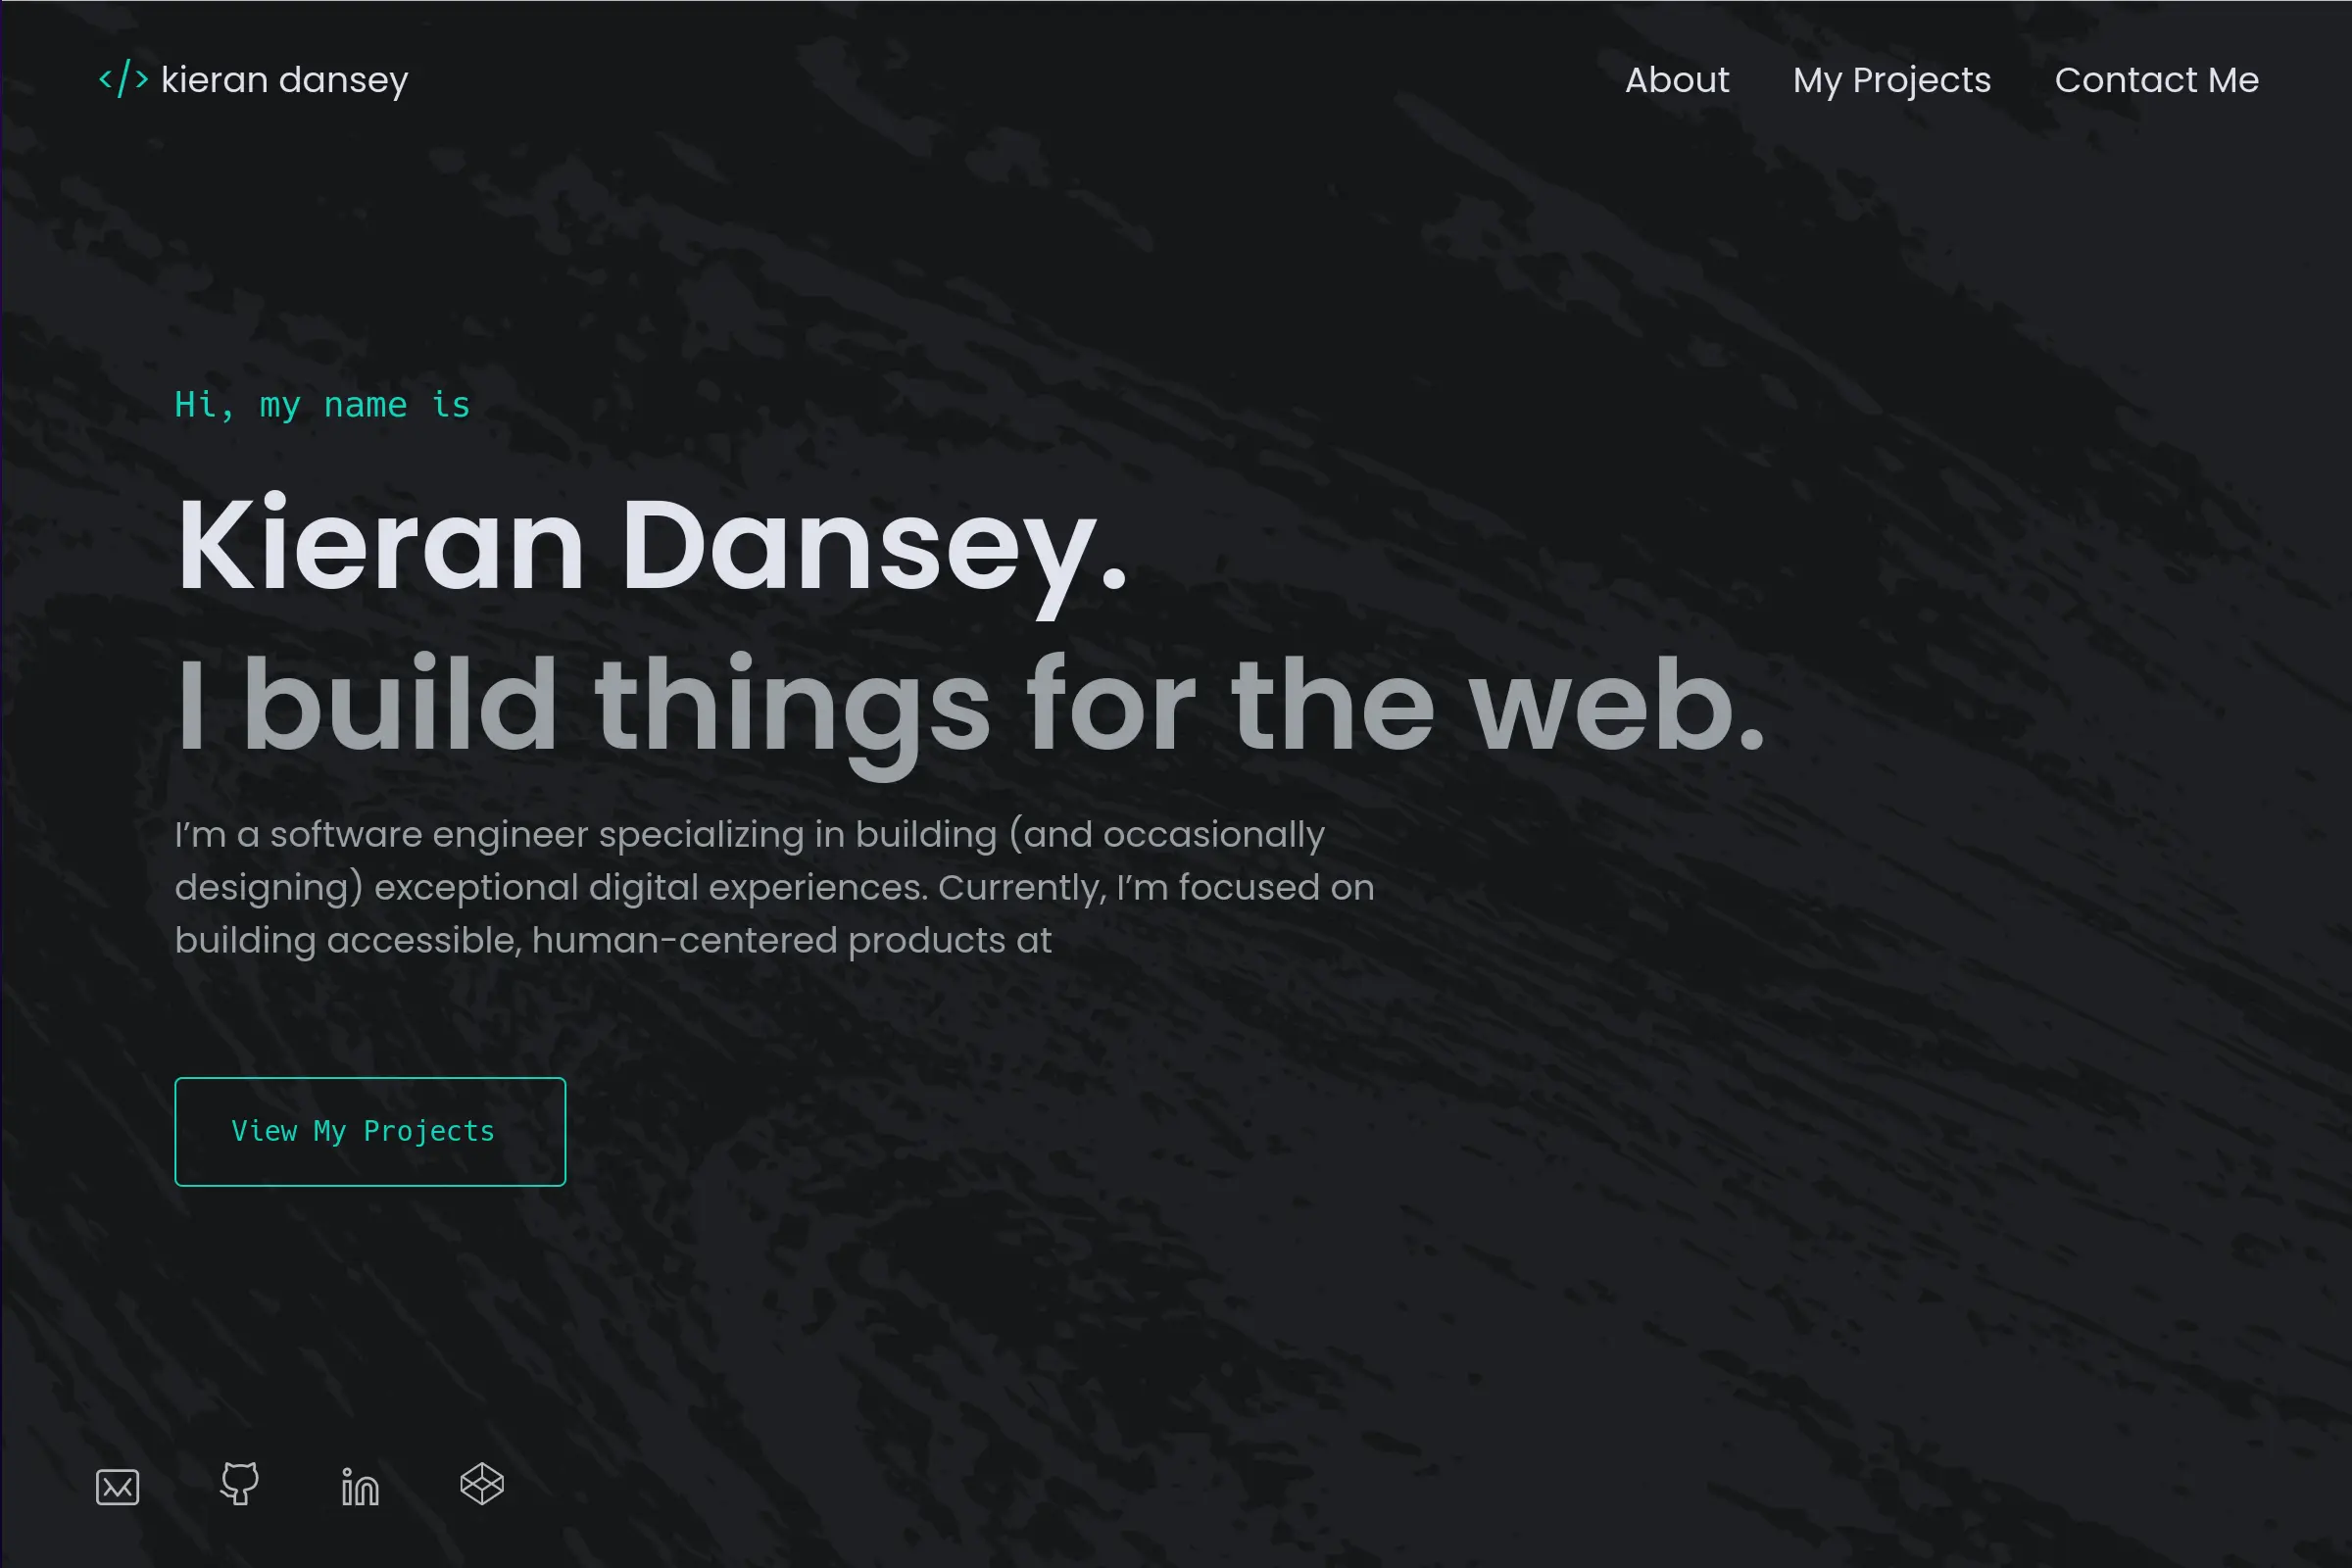 </> kieran dansey
About My Projects Contact Me
Hi, my name is
Kieran Dansey.
I build things for the web.
I’m a software engineer specializing in building (and occasionally
designing) exceptional digital experiences. Currently, I’m focused on
building accessible, human-centered products at
View My Projects
in